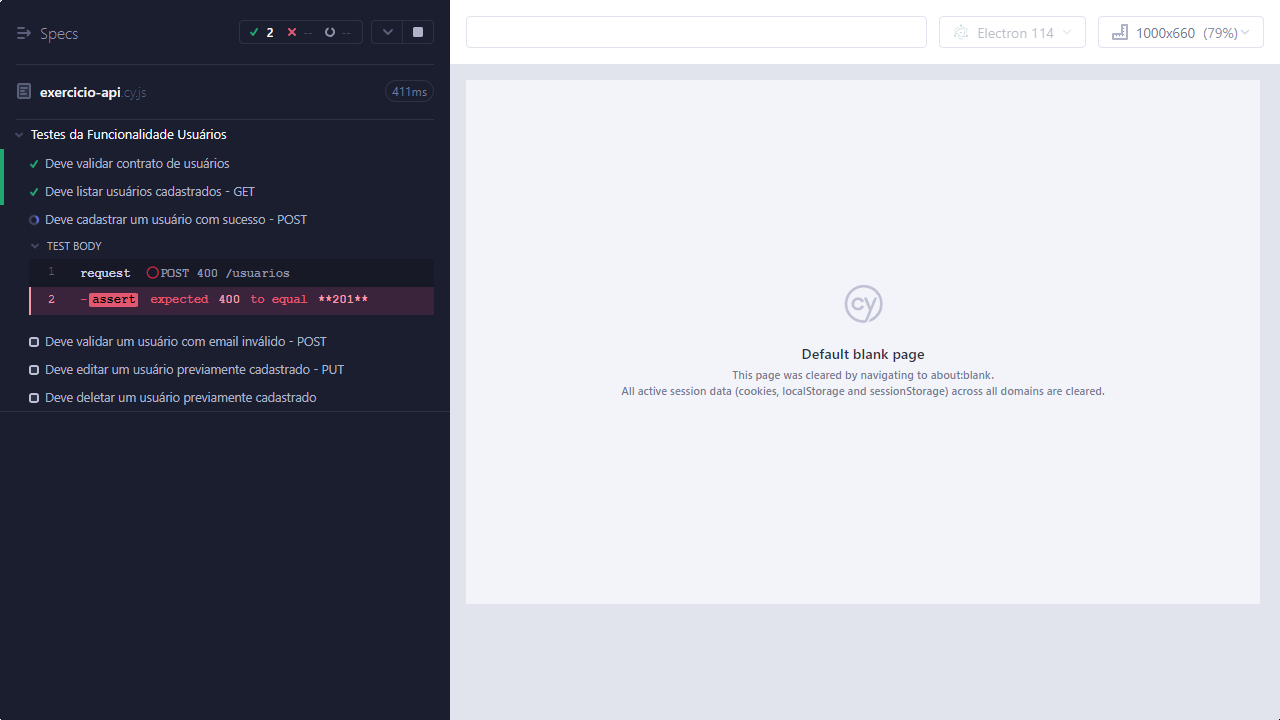 Specs
2 -- --
exercicio-api.cy.js
411ms
Testes da Funcionalidade Usuários
Deve validar contrato de usuários
Deve listar usuários cadastrados - GET
Deve cadastrar um usuário com sucesso - POST
TEST BODY
1 request POST 400 /usuarios
2 -assert expected 400 to equal **201**
Deve validar um usuário com email inválido - POST
Deve editar um usuário previamente cadastrado - PUT
Deve deletar um usuário previamente cadastrado
Electron 114
1000x660 (79%)
cy
Default blank page
This page was cleared by navigating to about:blank.
All active session data (cookies, localStorage and sessionStorage) across all domains are cleared.